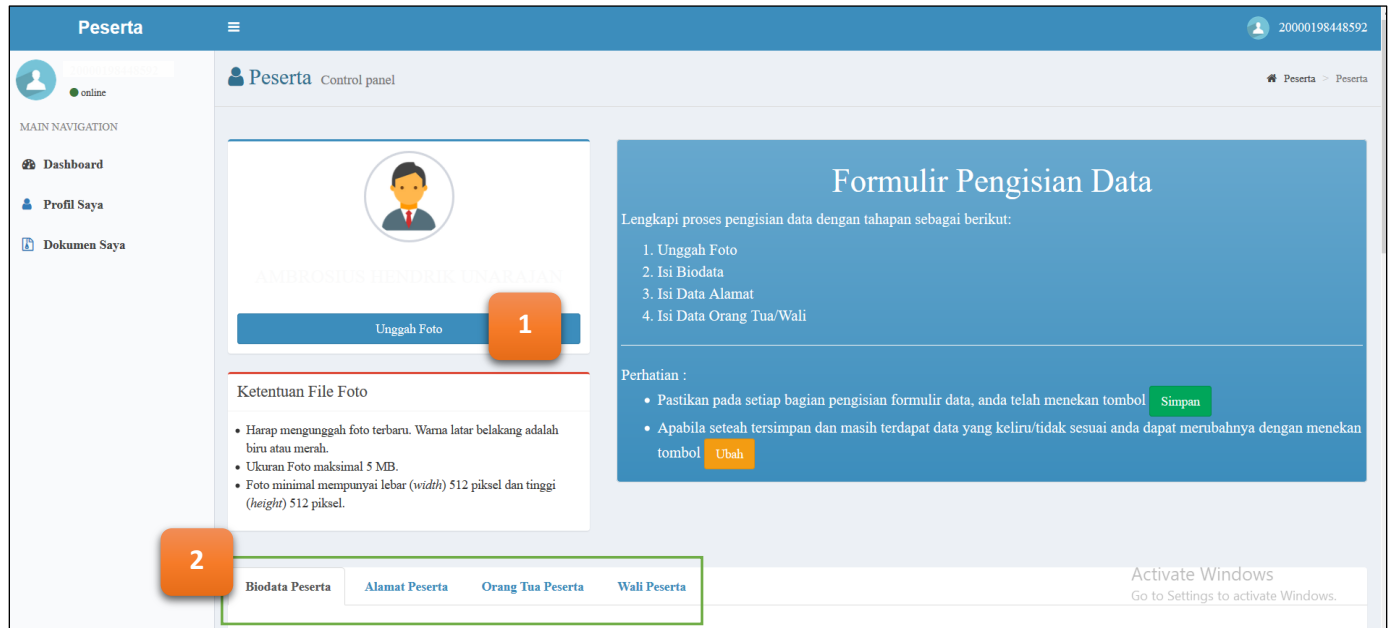 Peserta
20000198448592
online
Peserta Control panel
Peserta > Peserta
MAIN NAVIGATION
Dashboard
Profil Saya
Dokumen Saya
Unggah Foto
1
Ketentuan File Foto
Harap mengunggah foto terbaru. Warna latar belakang adalah
biru atau merah.
Ukuran Foto maksimal 5 MB.
Foto minimal mempunyai lebar (width) 512 piksel dan tinggi
(height) 512 piksel.
Formulir Pengisian Data
Lengkapi proses pengisian data dengan tahapan sebagai berikut:
1. Unggah Foto
2. Isi Biodata
3. Isi Data Alamat
4. Isi Data Orang Tua/Wali
Perhatian :
Pastikan pada setiap bagian pengisian formulir data, anda telah menekan tombol Simpan
Apabila seteah tersimpan dan masih terdapat data yang keliru/tidak sesuai anda dapat merubahnya dengan menekan
tombol Ubah
2
Biodata Peserta Alamat Peserta Orang Tua Peserta Wali Peserta
Activate Windows
Go to Settings to activate Windows.